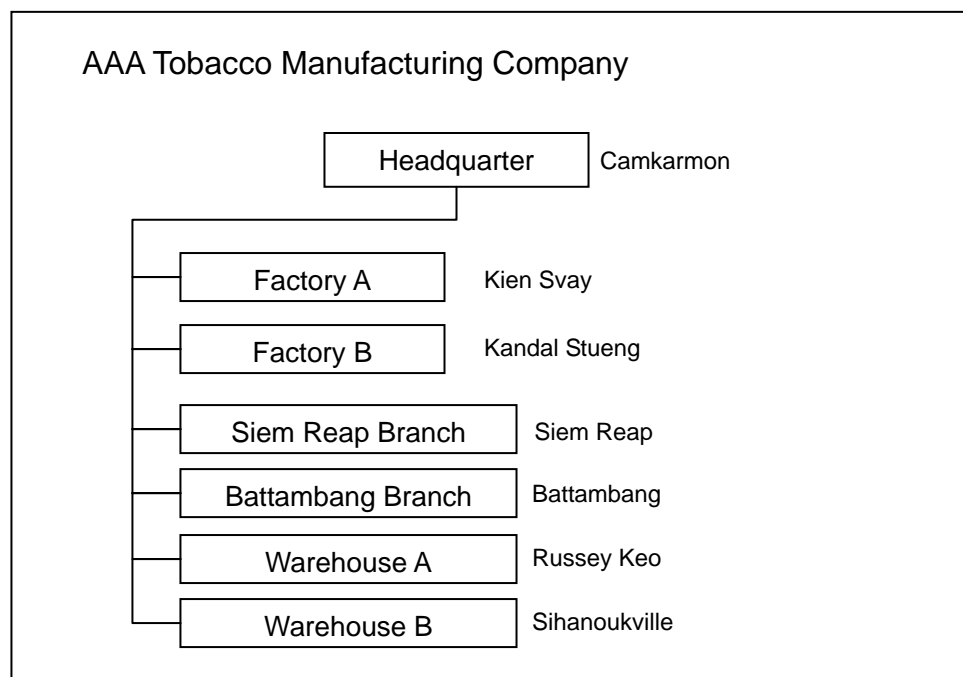 AAA Tobacco Manufacturing Company
Headquarter Camkarmon
Factory A Kien Svay
Factory B Kandal Stueng
Siem Reap Branch Siem Reap
Battambang Branch Battambang
Warehouse A Russey Keo
Warehouse B Sihanoukville